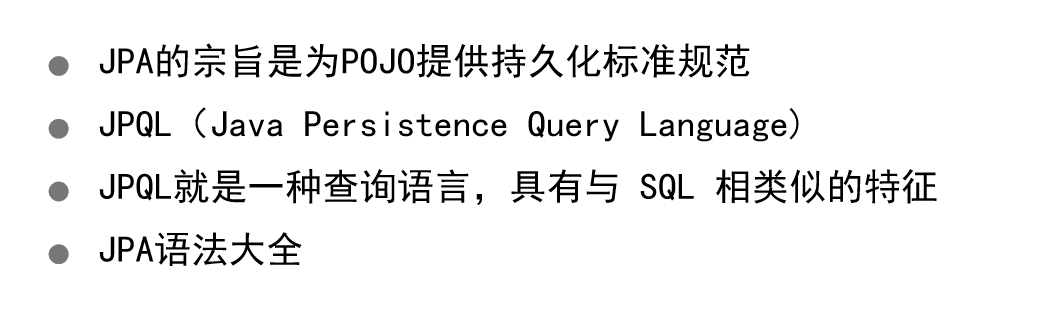 JPA的宗旨是为POJO提供持久化标准规范
JPQL（Java Persistence Query Language)
JPQL就是一种查询语言，具有与 SQL 相类似的特征
JPA语法大全